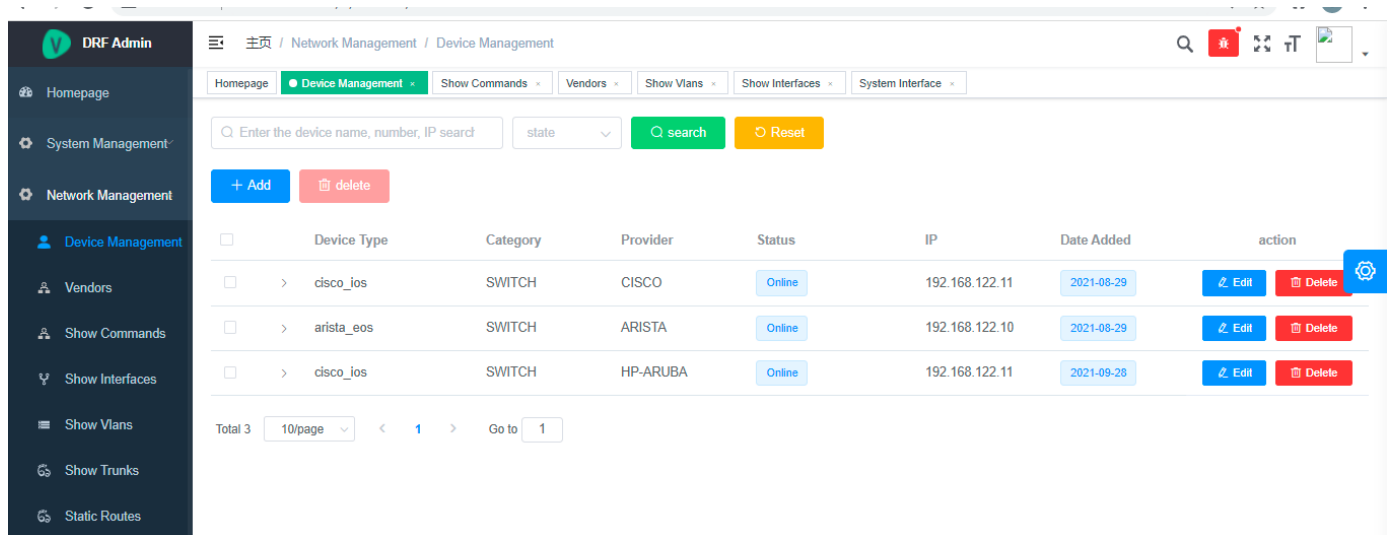 DRF Admin
主页 / Network Management / Device Management
Homepage
Device Management ×
Show Commands ×
Vendors ×
Show Vlans ×
Show Interfaces ×
System Interface ×
Homepage
System Management
Network Management
Device Management
Vendors
Show Commands
Show Interfaces
Show Vlans
Show Trunks
Static Routes
Enter the device name, number, IP search
state
search
Reset
+ Add
delete
Device Type Category Provider Status IP Date Added action
cisco_ios SWITCH CISCO Online 192.168.122.11 2021-08-29 Edit Delete
arista_eos SWITCH ARISTA Online 192.168.122.10 2021-08-29 Edit Delete
cisco_ios SWITCH HP-ARUBA Online 192.168.122.11 2021-09-28 Edit Delete
Total 3 10/page < 1 > Go to 1